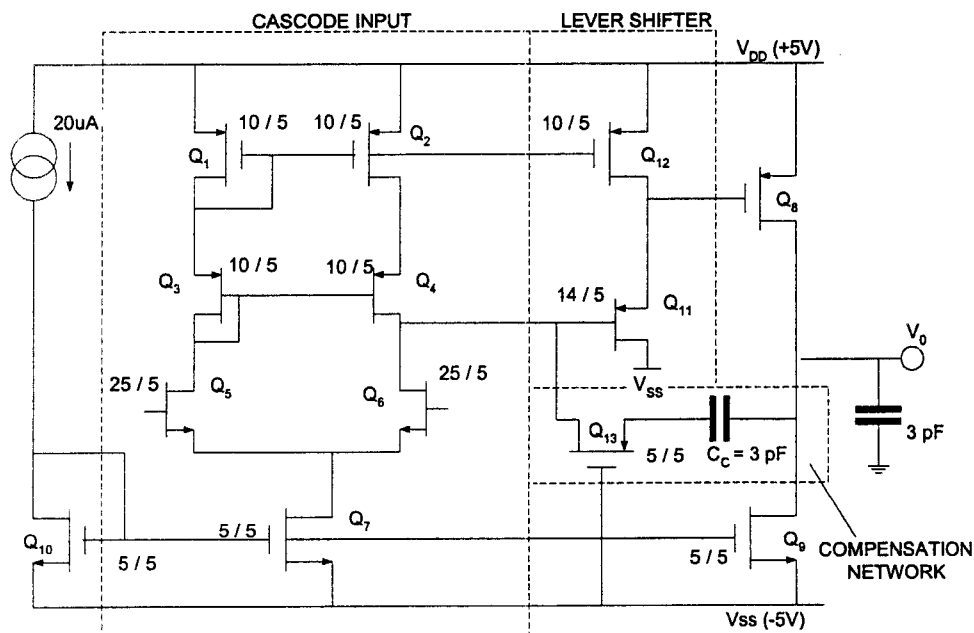 CASCODE INPUT
LEVER SHIFTER
V_DD (+5V)
20uA
10 / 5
10 / 5
Q_2
10 / 5
Q_1
Q_12
Q_8
10 / 5
10 / 5
Q_3
Q_4
14 / 5
Q_11
V_0
V_SS
25 / 5
Q_5
Q_6
25 / 5
Q_13
5 / 5
C_C = 3 pF
3 pF
Q_10
5 / 5
5 / 5
Q_7
5 / 5
Q_9
COMPENSATION
NETWORK
Vss (-5V)